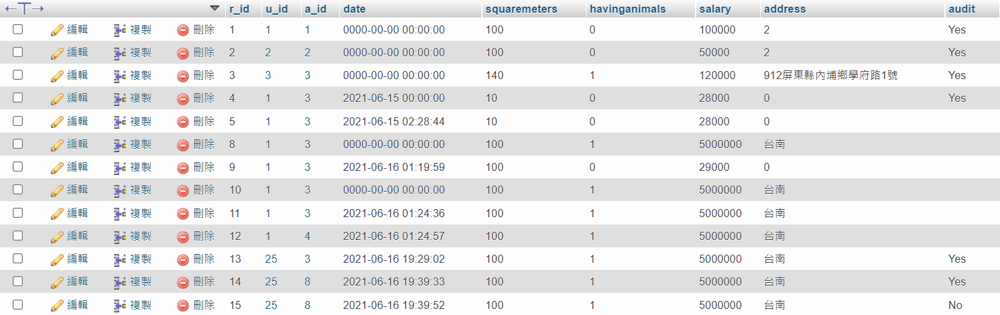 r_id u_id a_id date squaremeters havinganimals salary address audit
編輯 複製 刪除 1 1 1 0000-00-00 00:00:00 100 0 100000 2 Yes
編輯 複製 刪除 2 2 2 0000-00-00 00:00:00 100 0 50000 2 Yes
編輯 複製 刪除 3 3 3 0000-00-00 00:00:00 140 1 120000 912屏東縣內埔鄉學府路1號 Yes
編輯 複製 刪除 4 1 3 2021-06-15 00:00:00 10 0 28000 0 Yes
編輯 複製 刪除 5 1 3 2021-06-15 02:28:44 10 0 28000 0
編輯 複製 刪除 8 1 3 0000-00-00 00:00:00 100 1 5000000 台南
編輯 複製 刪除 9 1 3 2021-06-16 01:19:59 100 0 29000 0
編輯 複製 刪除 10 1 3 0000-00-00 00:00:00 100 1 5000000 台南
編輯 複製 刪除 11 1 3 2021-06-16 01:24:36 100 1 5000000 台南
編輯 複製 刪除 12 1 4 2021-06-16 01:24:57 100 1 5000000 台南
編輯 複製 刪除 13 25 3 2021-06-16 19:29:02 100 1 5000000 台南 Yes
編輯 複製 刪除 14 25 8 2021-06-16 19:39:33 100 1 5000000 台南 Yes
編輯 複製 刪除 15 25 8 2021-06-16 19:39:52 100 1 5000000 台南 No